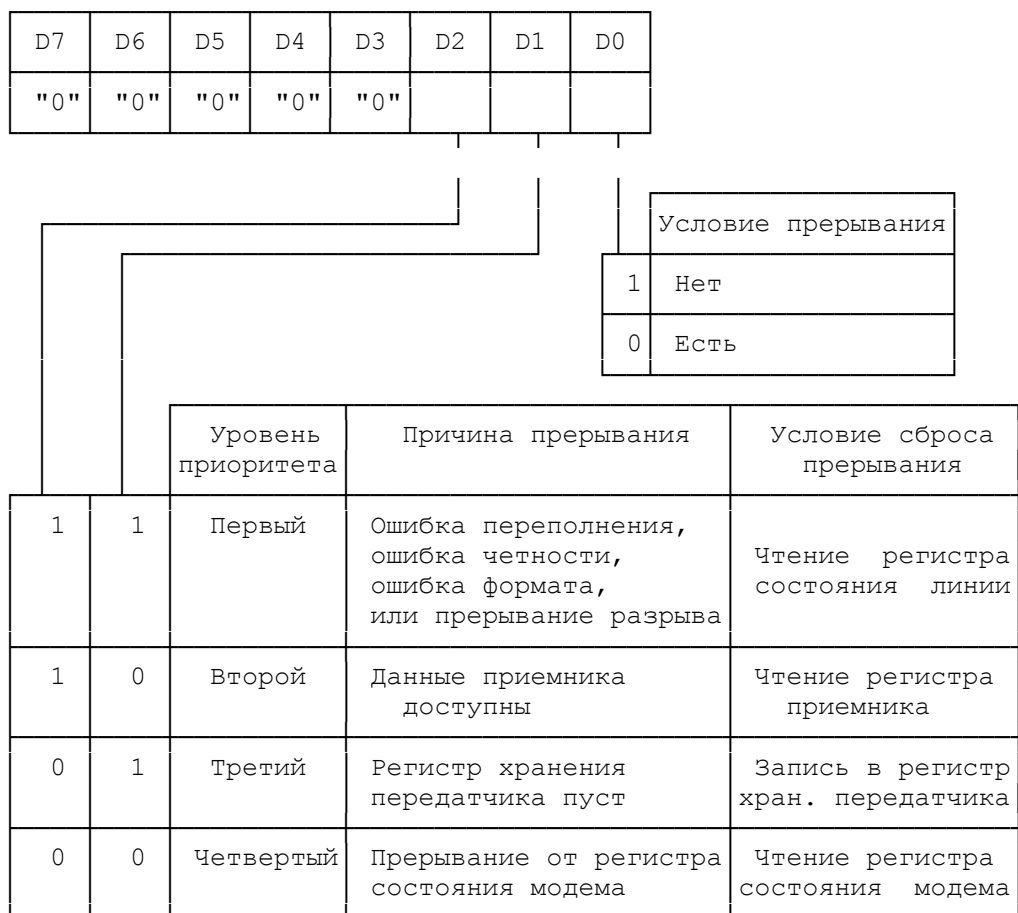 D7 D6 D5 D4 D3 D2 D1 D0
"0" "0" "0" "0" "0"
Условие прерывания
1 Нет
0 Есть
Уровень Причина прерывания Условие сброса
приоритета прерывания
1 1 Первый Ошибка переполнения,
ошибка четности, Чтение регистра
ошибка формата, состояния линии
или прерывание разрыва
1 0 Второй Данные приемника Чтение регистра
доступны приемника
0 1 Третий Регистр хранения Запись в регистр
передатчика пуст хран. передатчика
0 0 Четвертый Прерывание от регистра Чтение регистра
состояния модема состояния модема